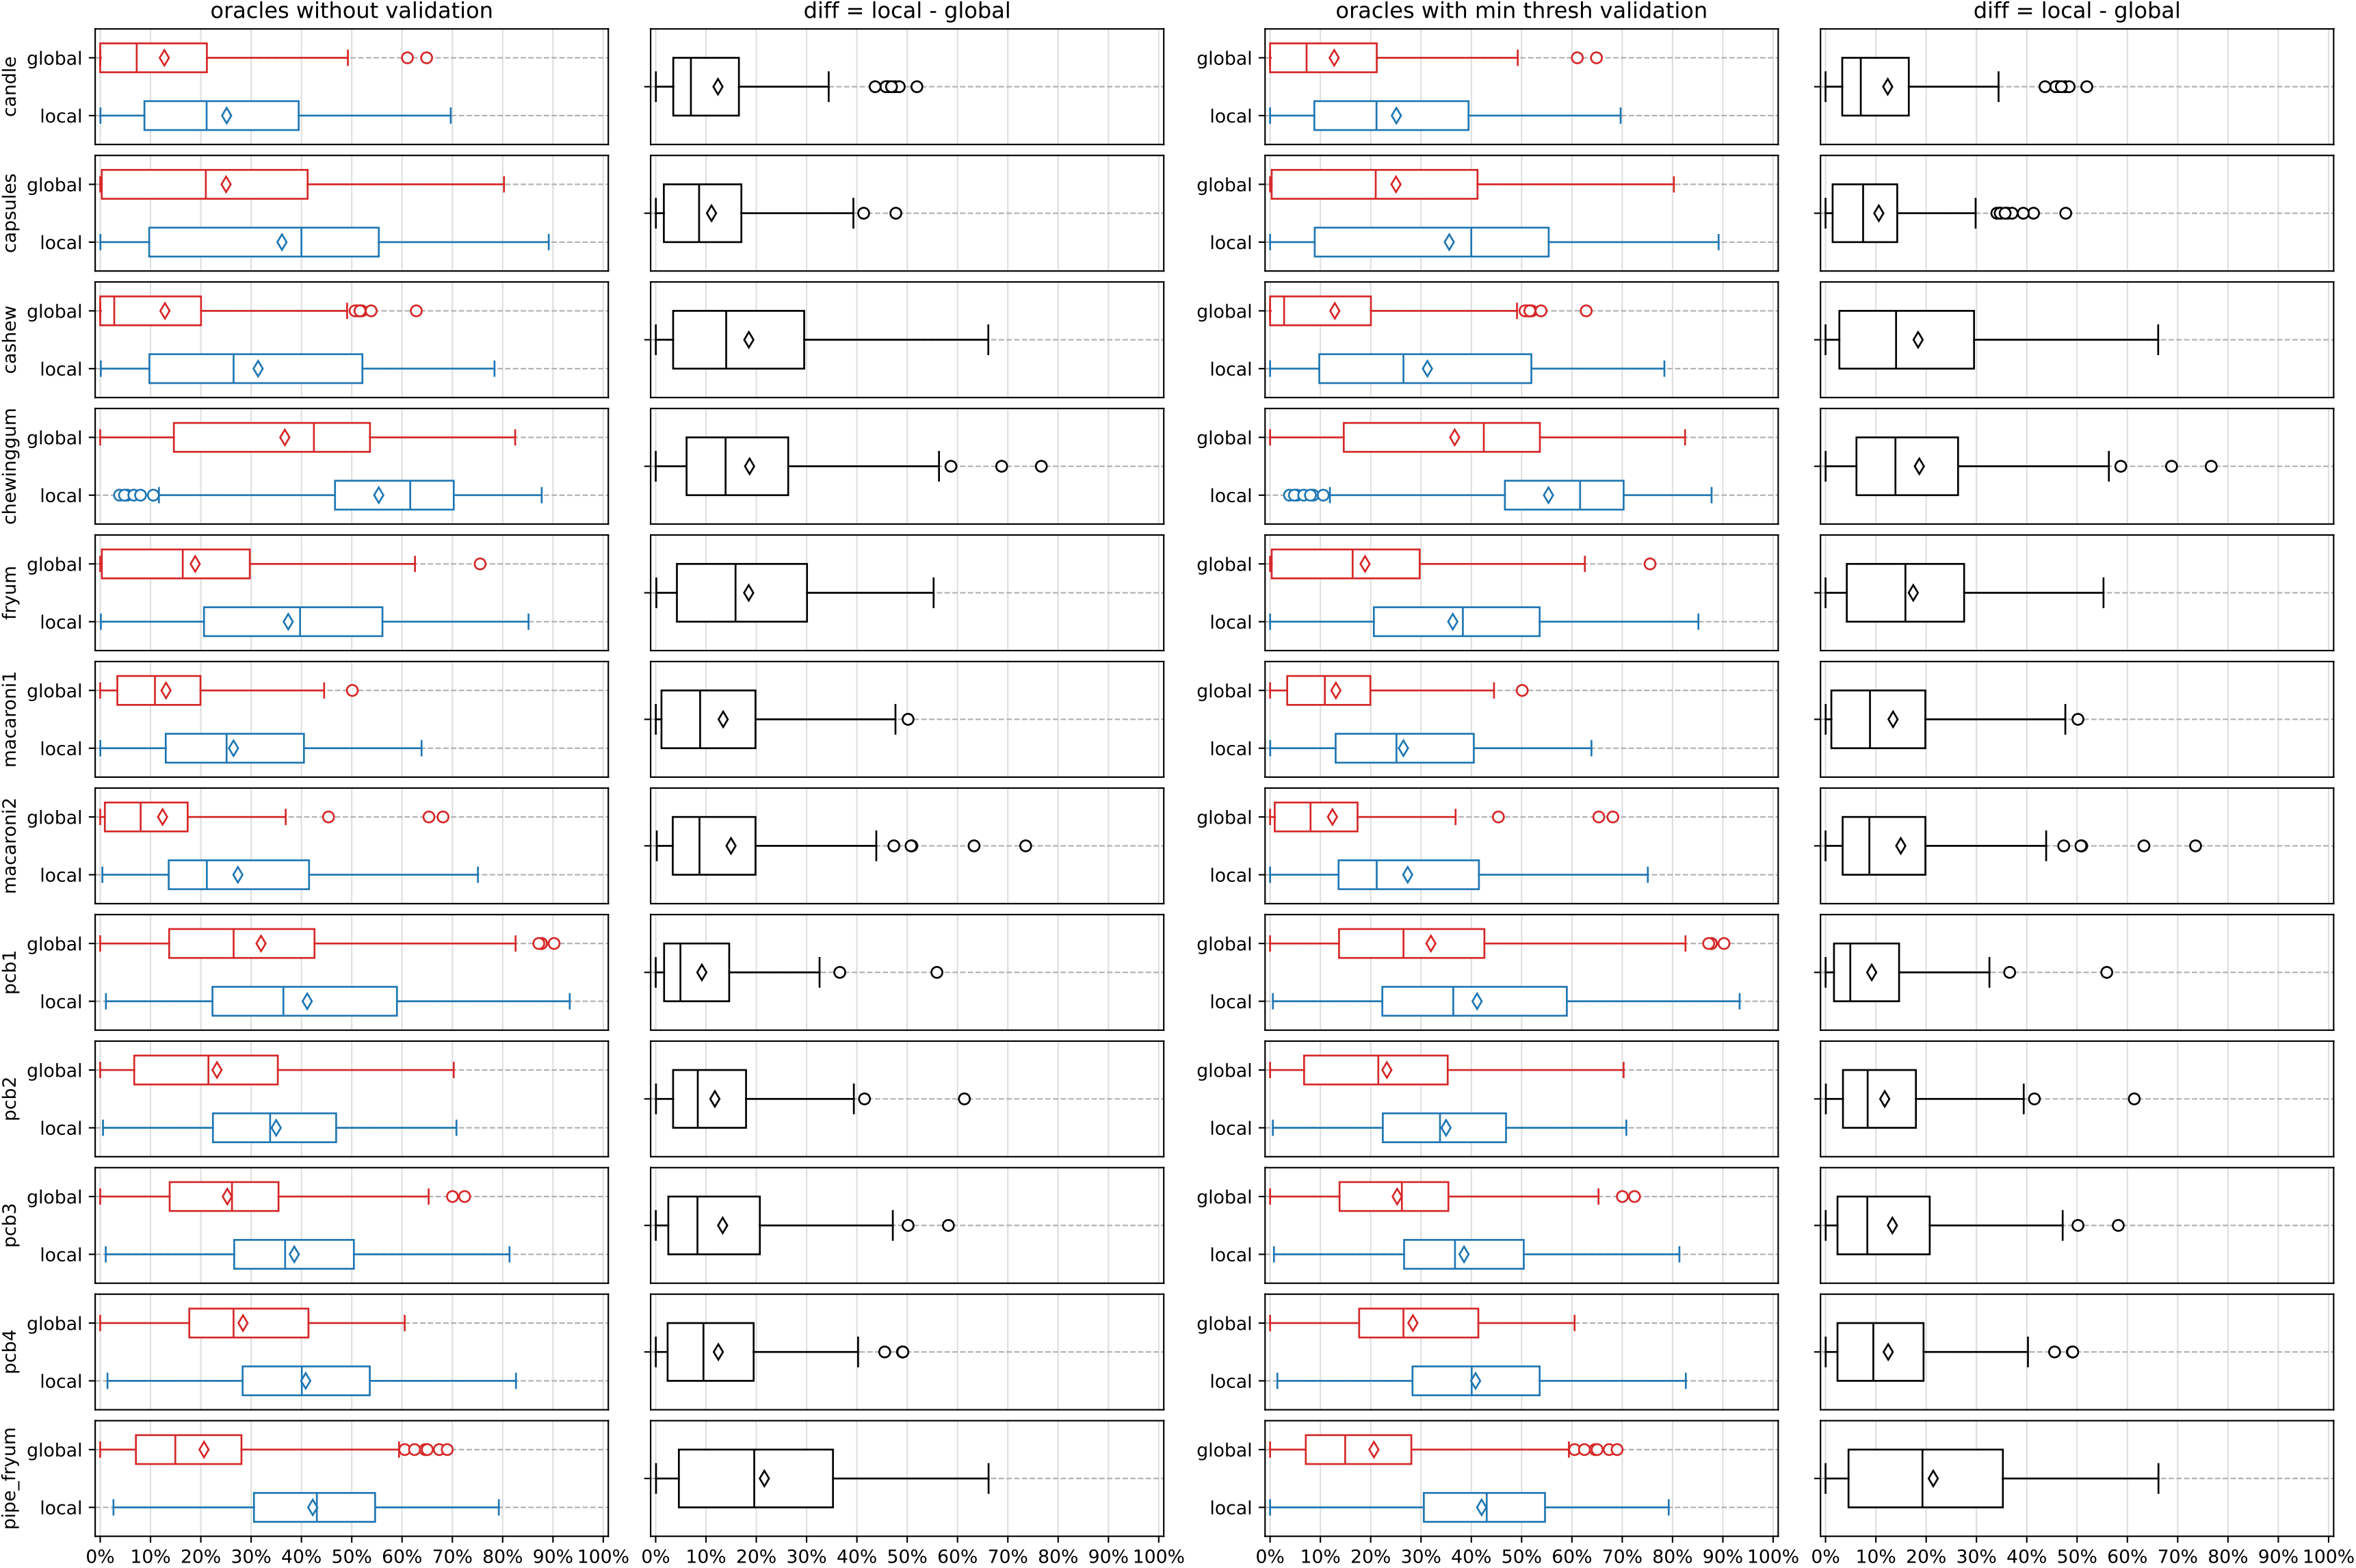 oracles without validation diff = local - global oracles with min thresh validation diff = local - global
candle
global global
local local
capsules
global global
local local
cashew
global global
local local
chewinggum
global global
local local
fryum
global global
local local
macaroni1
global global
local local
macaroni2
global global
local local
pcb1
global global
local local
pcb2
global global
local local
pcb3
global global
local local
pcb4
global global
local local
pipe_fryum
global global
local local
0% 10% 20% 30% 40% 50% 60% 70% 80% 90% 100% 0% 10% 20% 30% 40% 50% 60% 70% 80% 90% 100% 0% 10% 20% 30% 40% 50% 60% 70% 80% 90% 100% 0% 10% 20% 30% 40% 50% 60% 70% 80% 90% 100%